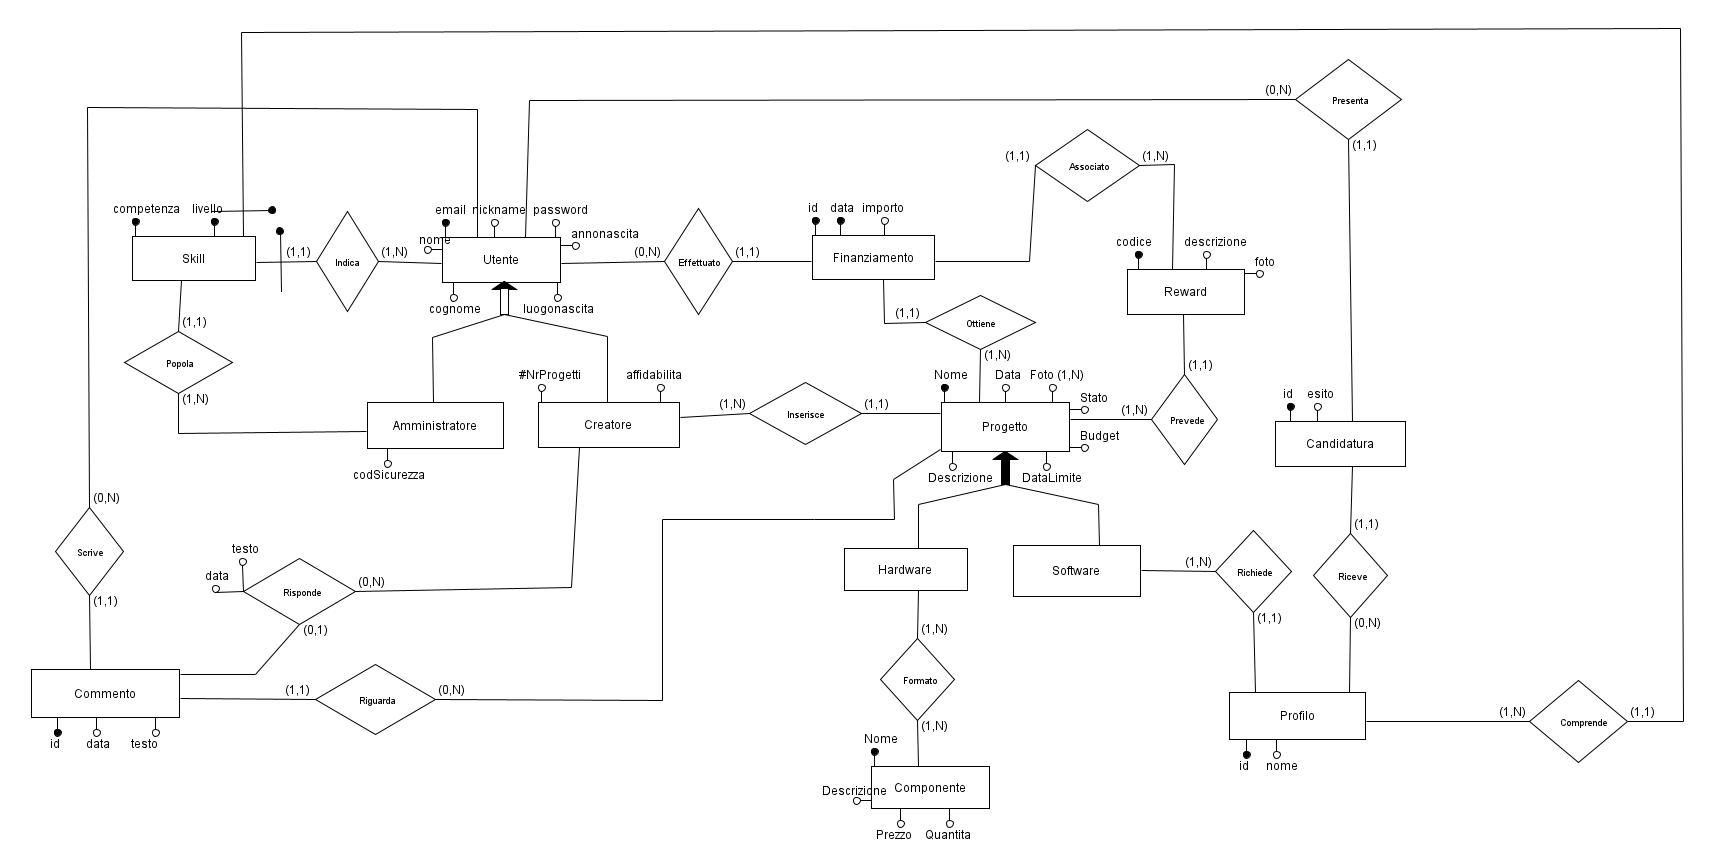 (0,N)
Presenta
(1,1)
(1,1)
Associato
(1,N)
competenza
livello
email
nickname
password
nome
annonascita
id
data
importo
codice
descrizione
foto
Skill
(1,1)
Indica
(1,N)
Utente
(0,N)
Effettuato
(1,1)
Finanziamento
Reward
cognome
luogonascita
(1,1)
(1,1)
Ottiene
(1,N)
Popola
(1,N)
(1,1)
#NrProgetti
affidabilita
Nome
Data
Foto (1,N)
Stato
Budget
id
esito
Amministratore
codSicurezza
Creatore
(1,N)
Inserisce
(1,1)
Progetto
(1,N)
Prevede
Candidatura
Descrizione
DataLimite
(0,N)
Scrive
(1,1)
testo
data
Risponde
(0,N)
(0,1)
Hardware
Software
(1,N)
Richiede
(1,1)
(1,1)
Riceve
(0,N)
(1,N)
Formato
(1,N)
Commento
id
data
testo
(1,1)
Riguarda
(0,N)
Profilo
id
nome
(1,N)
Comprende
(1,1)
Nome
Descrizione
Componente
Prezzo
Quantita